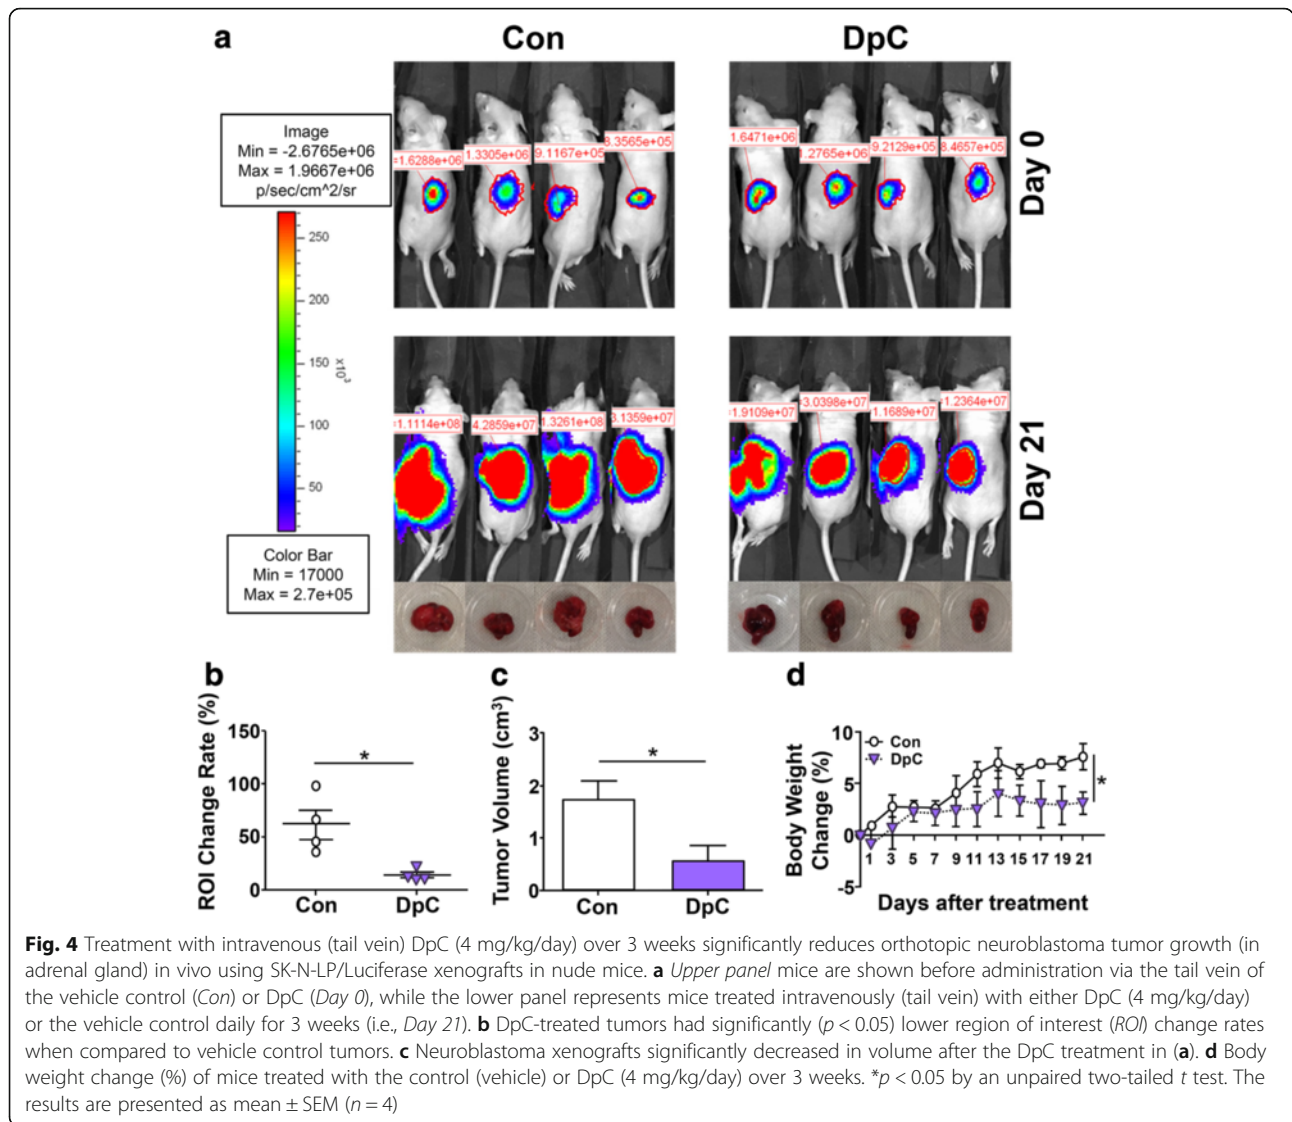 a
Con
DpC
Image
Min = -2.6765e+06
Max = 1.9667e+06
p/sec/cm^2/sr
=1.6288e+06
1.3305e+06
9.1167e+05
8.3565e+05
1.6471e+06
1.2765e+06
9.2129e+05
8.4657e+05
Day 0
250
200
150
100
50
x10³
=1.1114e+08
4.2859e+07
1.3261e+08
3.1359e+07
=1.9109e+07
=3.0398e+07
1.1689e+07
=1.2364e+07
Day 21
Color Bar
Min = 17000
Max = 2.7e+05
b
ROI Change Rate (%)
150
100
50
0
*
Con
DpC
c
Tumor Volume (cm³)
3
2
1
0
*
Con
DpC
d
Body Weight
Change (%)
10
5
0
-5
Con
DpC
*
1 3 5 7 9 11 13 15 17 19 21
Days after treatment
Fig. 4 Treatment with intravenous (tail vein) DpC (4 mg/kg/day) over 3 weeks significantly reduces orthotopic neuroblastoma tumor growth (in
adrenal gland) in vivo using SK-N-LP/Luciferase xenografts in nude mice. a Upper panel mice are shown before administration via the tail vein of
the vehicle control (Con) or DpC (Day 0), while the lower panel represents mice treated intravenously (tail vein) with either DpC (4 mg/kg/day)
or the vehicle control daily for 3 weeks (i.e., Day 21). b DpC-treated tumors had significantly (p < 0.05) lower region of interest (ROI) change rates
when compared to vehicle control tumors. c Neuroblastoma xenografts significantly decreased in volume after the DpC treatment in (a). d Body
weight change (%) of mice treated with the control (vehicle) or DpC (4 mg/kg/day) over 3 weeks. *p < 0.05 by an unpaired two-tailed t test. The
results are presented as mean ± SEM (n = 4)